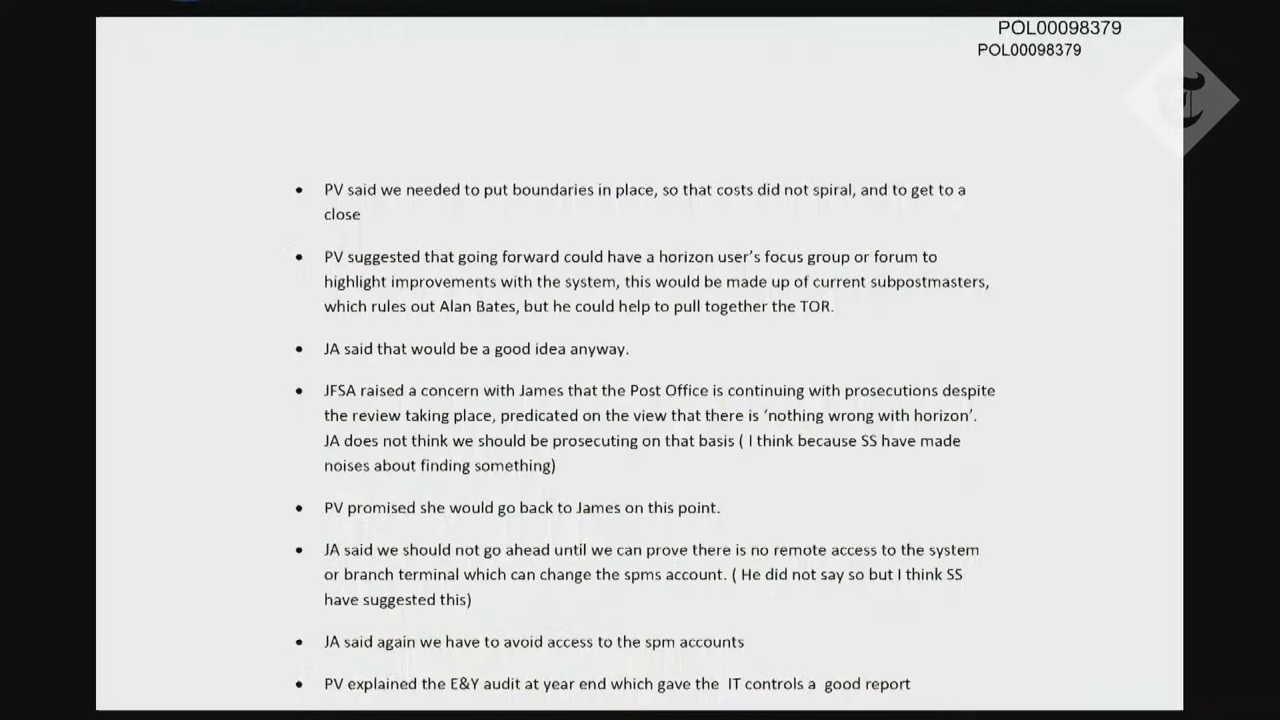 POL00098379
POL00098379
• PV said we needed to put boundaries in place, so that costs did not spiral, and to get to a
close
• PV suggested that going forward could have a horizon user's focus group or forum to
highlight improvements with the system, this would be made up of current subpostmasters,
which rules out Alan Bates, but he could help to pull together the TOR.
• JA said that would be a good idea anyway.
• JFSA raised a concern with James that the Post Office is continuing with prosecutions despite
the review taking place, predicated on the view that there is 'nothing wrong with horizon'.
JA does not think we should be prosecuting on that basis ( I think because SS have made
noises about finding something)
• PV promised she would go back to James on this point.
• JA said we should not go ahead until we can prove there is no remote access to the system
or branch terminal which can change the spms account. ( He did not say so but I think SS
have suggested this)
• JA said again we have to avoid access to the spm accounts
• PV explained the E&Y audit at year end which gave the  IT controls a  good report